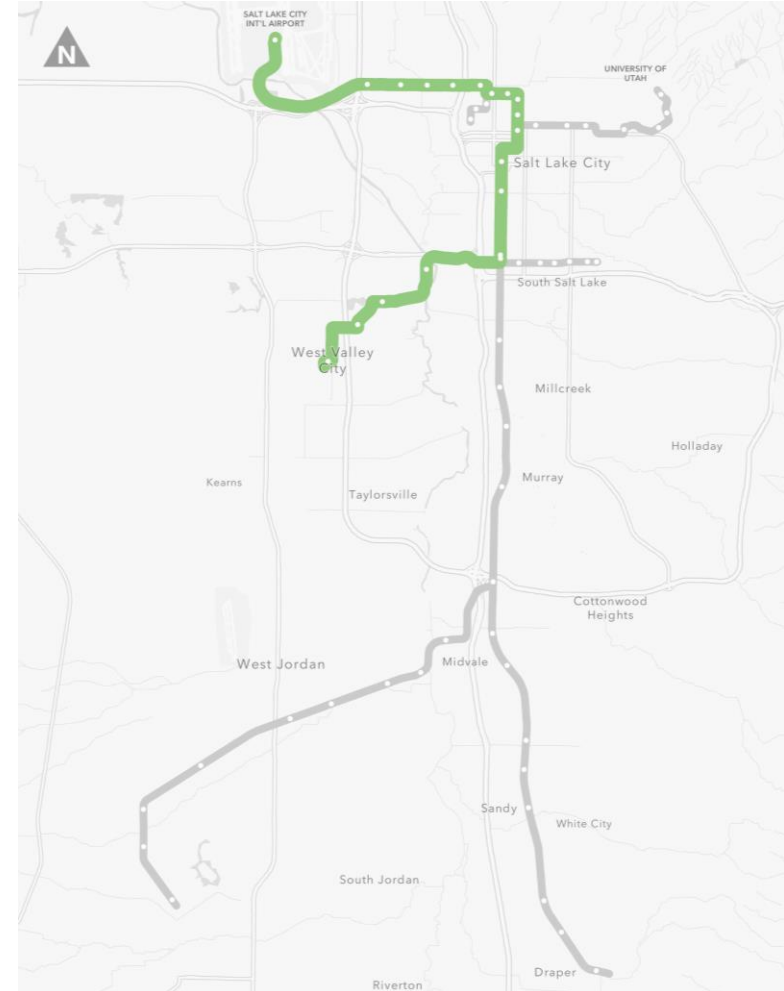 SALT LAKE CITY
INT'L AIRPORT
N
UNIVERSITY OF
UTAH
Salt Lake City
South Salt Lake
West Valley
City
Millcreek
Holladay
Kearns
Murray
Taylorsville
Cottonwood
Heights
West Jordan
Midvale
Sandy
White City
South Jordan
Draper
Riverton